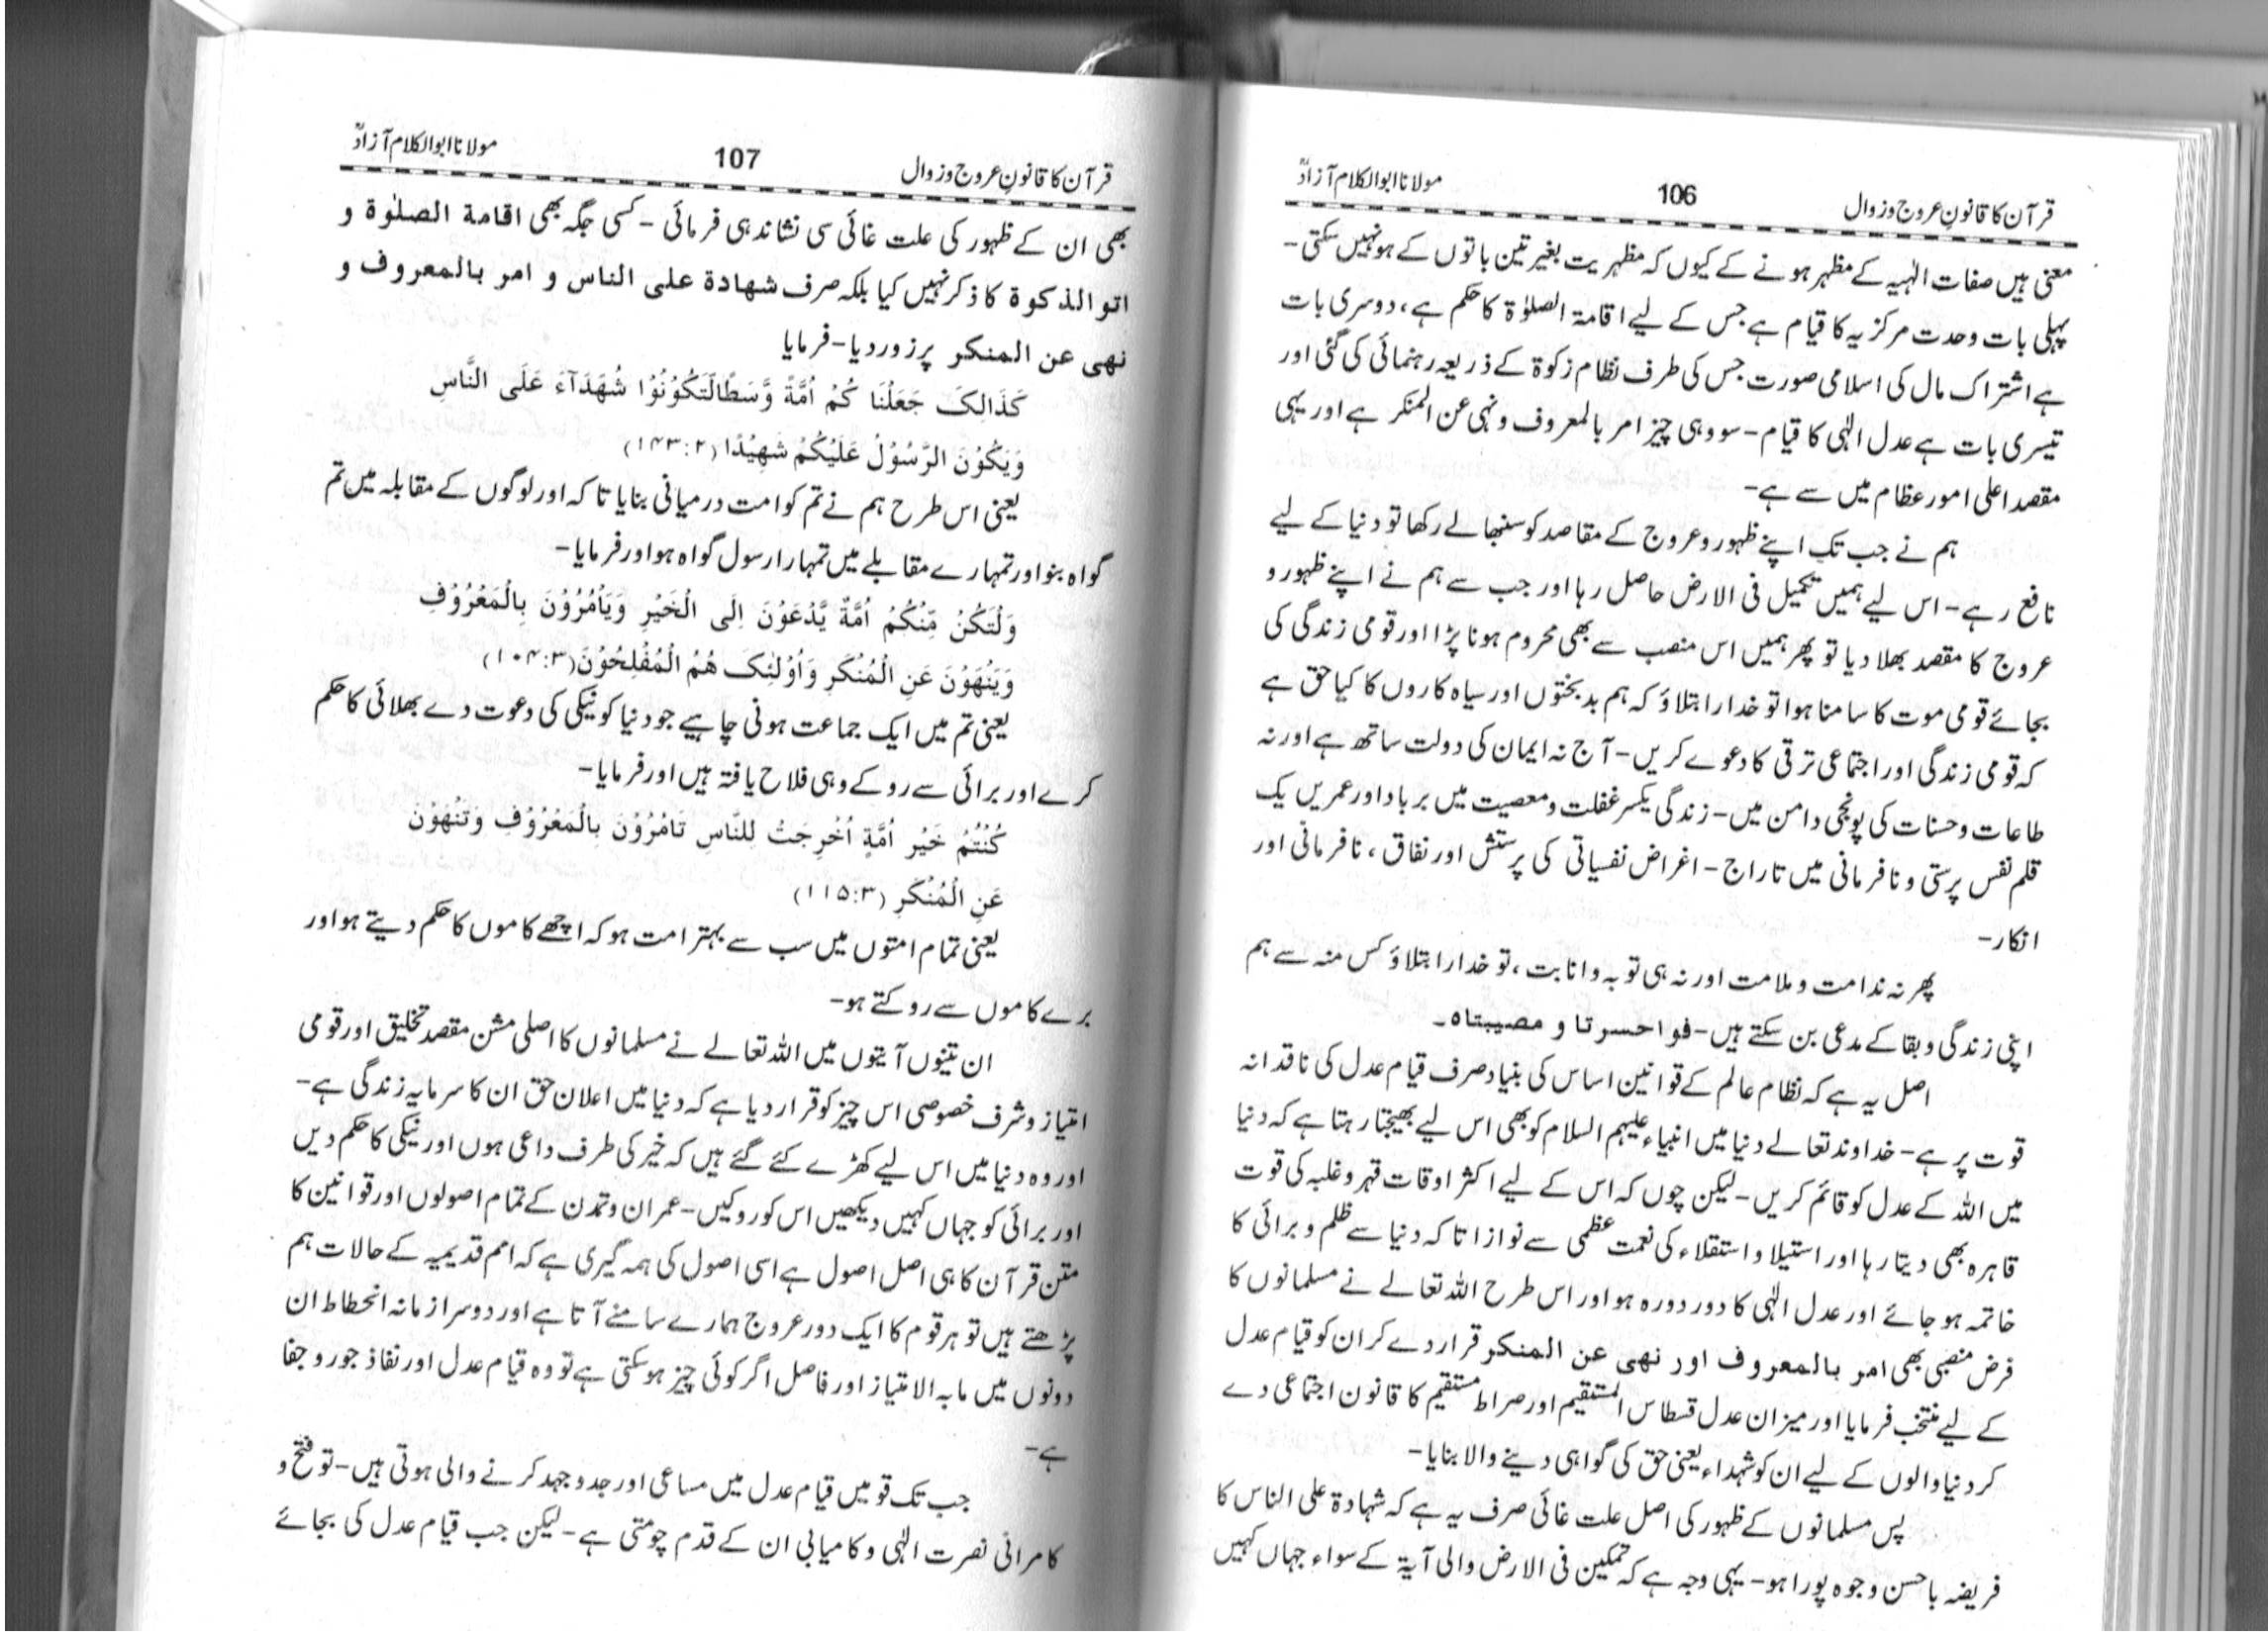 قرآن کا قانونِ عروج و زوال 106 مولانا ابوالکلام آزادؒ
معنی ہیں صفات الٰہیہ کے مظہر ہونے کے کیوں کہ مظہریت بغیر تین باتوں کے ہو نہیں سکتی-
پہلی بات وحدت مرکزیہ کا قیام ہے جس کے لیے اقامۃ الصلوٰۃ کا حکم ہے، دوسری بات
ہے اشتراک مال کی اسلامی صورت جس کی طرف نظام زکوۃ کے ذریعہ رہنمائی کی گئی اور
تیسری بات ہے عدل الٰہی کا قیام- سو وہی چیز امر بالمعروف و نہی عن المنکر ہے اور یہی
مقصد اعلی امور عظام میں سے ہے-
ہم نے جب تک اپنے ظہور و عروج کے مقاصد کو سنبھالے رکھا تو دنیا کے لیے
نافع رہے- اس لیے ہمیں تکمیل فی الارض حاصل رہا اور جب سے ہم نے اپنے ظہور و
عروج کا مقصد بھلا دیا تو پھر ہمیں اس منصب سے بھی محروم ہونا پڑا اور قومی زندگی کی
بجائے قومی موت کا سامنا ہوا تو خدارا بتلاؤ کہ ہم بدبختوں اور سیاہ کاروں کا کیا حق ہے
کہ قومی زندگی اور اجتماعی ترقی کا دعوے کریں- آج نہ ایمان کی دولت ساتھ ہے اور نہ
طاعات و حسنات کی پونجی دامن میں- زندگی یکسر غفلت و معصیت میں برباد اور عمریں یک
قلم نفس پرستی و نافرمانی میں تاراج- اغراض نفسیاتی کی پرستش اور نفاق، نافرمانی اور
انکار-
پھر نہ ندامت و ملامت اور نہ ہی توبہ و انابت، تو خدارا بتلاؤ کس منہ سے ہم
اپنی زندگی و بقا کے مدعی بن سکتے ہیں- فوا حسرتا و مصیبتاہ-
اصل یہ ہے کہ نظام عالم کے قوانین اساس کی بنیاد صرف قیام عدل کی ناقدانہ
قوت پر ہے- خداوند تعالے دنیا میں انبیاء علیہم السلام کو بھی اس لیے بھیجتا رہتا ہے کہ دنیا
میں اللہ کے عدل کو قائم کریں- لیکن چوں کہ اس کے لیے اکثر اوقات قہر و غلبہ کی قوت
قاہرہ بھی دیتا رہا اور استیلا و استقلاء کی نعمت عظمی سے نوازا تا کہ دنیا سے ظلم و برائی کا
خاتمہ ہو جائے اور عدل الٰہی کا دور دورہ ہو اور اس طرح اللہ تعالے نے مسلمانوں کا
فرض منصبی بھی امر بالمعروف اور نهی عن المنکر قرار دے کر ان کو قیام عدل
کے لیے منتخب فرمایا اور میزان عدل قسطاس المستقیم اور صراط مستقیم کا قانون اجتماعی دے
کر دنیا والوں کے لیے ان کو شہداء یعنی حق کی گواہی دینے والا بنایا-
پس مسلمانوں کے ظہور کی اصل علت غائی صرف یہ ہے کہ شہادۃ علی الناس کا
فریضہ باحسن وجوہ پورا ہو- یہی وجہ ہے کہ تمکین فی الارض والی آیۃ کے سواء جہاں کہیں
قرآن کا قانونِ عروج و زوال 107 مولانا ابوالکلام آزادؒ
بھی ان کے ظہور کی علت غائی سی نشاندہی فرمائی- کسی جگہ بھی اقامة الصلوٰة و
اتو الذکوة کا ذکر نہیں کیا بلکہ صرف شهادة علی الناس و امر بالمعروف و
نهی عن المنکر پر زور دیا- فرمایا
کَذَالِکَ جَعَلْنَا کُمْ اُمَّةً وَّسَطًالِّتَکُوْنُوْا شُهَدَآءَ عَلَی النَّاسِ
وَيَکُوْنَ الرَّسُوْلُ عَلَيْکُمْ شَهِيْدًا (۱۴۳:۲)
یعنی اس طرح ہم نے تم کو امت درمیانی بنایا تا کہ اور لوگوں کے مقابلہ میں تم
گواہ بنو اور تمہارے مقابلے میں تمہارا رسول گواہ ہو اور فرمایا-
وَلْتَکُنْ مِّنْکُمْ اُمَّةٌ يَّدْعَوْنَ اِلَی الْخَيْرِ وَيَاْمُرُوْنَ بِالْمَعْرُوْفِ
وَيَنْهَوْنَ عَنِ الْمُنْکَرِ وَاُوْلٰئِکَ هُمُ الْمُفْلِحُوْنَ (۱۰۴:۳)
یعنی تم میں ایک جماعت ہونی چاہیے جو دنیا کو نیکی کی دعوت دے بھلائی کا حکم
کرے اور برائی سے روکے وہی فلاح یافتہ ہیں اور فرمایا-
کُنْتُمْ خَيْر اُمَّةٍ اُخْرِجَتْ لِلنَّاسِ تَامُرُوْنَ بِالْمَعْرُوْفِ وَتَنْهَوْنَ
عَنِ الْمُنْکَرِ (۱۱۵:۳)
یعنی تمام امتوں میں سب سے بہتر امت ہو کہ اچھے کاموں کا حکم دیتے ہو اور
برے کاموں سے روکتے ہو-
ان تینوں آیتوں میں اللہ تعالے نے مسلمانوں کا اصلی مشن مقصد تخلیق اور قومی
امتیاز و شرف خصوصی اس چیز کو قرار دیا ہے کہ دنیا میں اعلان حق ان کا سرمایہ زندگی ہے-
اور وہ دنیا میں اس لیے کھڑے کئے گئے ہیں کہ خیر کی طرف داعی ہوں اور نیکی کا حکم دیں
اور برائی کو جہاں کہیں دیکھیں اس کو روکیں- عمران و تمدن کے تمام اصولوں اور قوانین کا
متن قرآن کا ہی اصل اصول ہے اسی اصول کی ہمہ گیری ہے کہ امم قدیمیہ کے حالات ہم
پڑھتے ہیں تو ہر قوم کا ایک دور عروج ہمارے سامنے آتا ہے اور دوسرا زمانہ انحطاط ان
دونوں میں مابہ الامتیاز اور فاصل اگر کوئی چیز ہو سکتی ہے تو وہ قیام عدل اور نفاذ جور و جفا
ہے-
جب تک قومیں قیام عدل میں مساعی اور جدوجہد کرنے والی ہوتی ہیں- تو فتح و
کامرانی نصرت الٰہی و کامیابی ان کے قدم چومتی ہے- لیکن جب قیام عدل کی بجائے